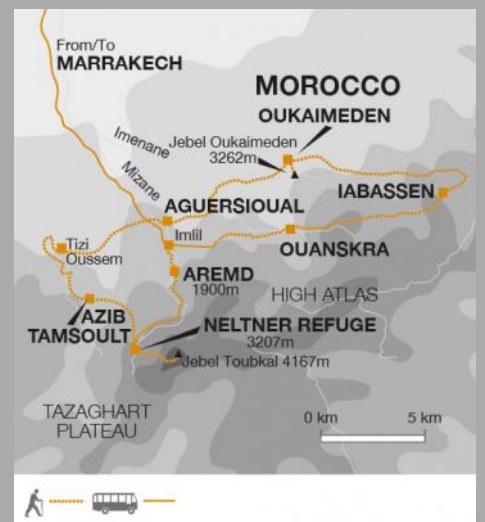 From/To
MARRAKECH
MOROCCO
OUKAIMEDEN
Jebel Oukaimeden
3262m
Imenane
Mizane
IABASSEN
AGUERSIOUAL
Imlil
OUANSKRA
Tizi
Oussem
AREMD
1900m
HIGH ATLAS
AZIB
TAMSOULT
NELTNER REFUGE
3207m
Jebel Toubkal 4167m
TAZAGHART
PLATEAU
0 km
5 km